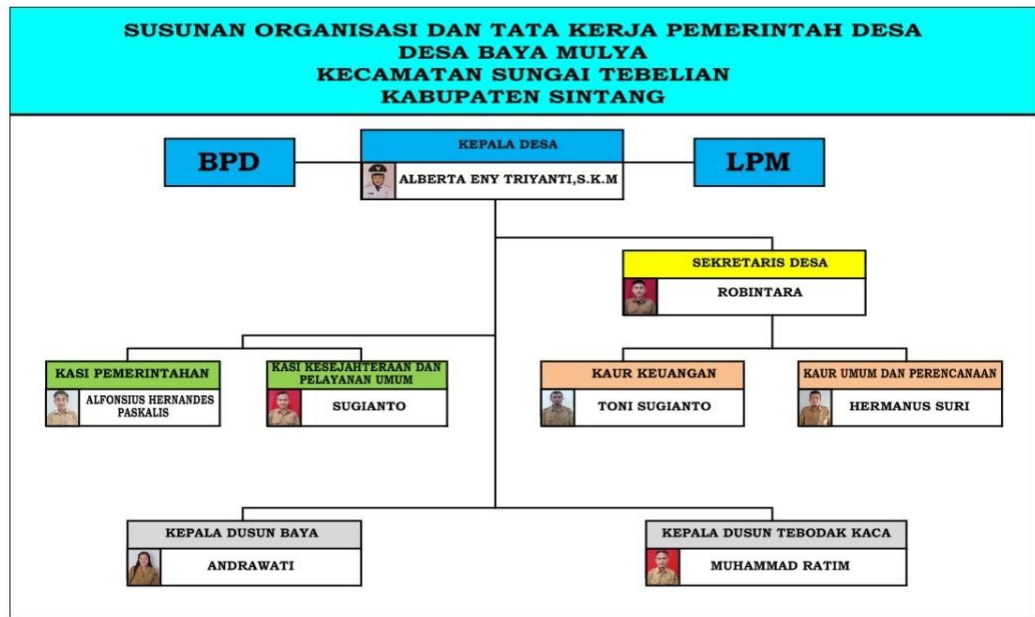 SUSUNAN ORGANISASI DAN TATA KERJA PEMERINTAH DESA
DESA BAYA MULYA
KECAMATAN SUNGAI TEBELIAN
KABUPATEN SINTANG
BPD
KEPALA DESA
ALBERTA ENY TRIYANTI,S.K.M
LPM
SEKRETARIS DESA
ROBINTARA
KASI PEMERINTAHAN
ALFONSIUS HERNANDES
PASKALIS
KASI KESEJAHTERAAN DAN
PELAYANAN UMUM
SUGIANTO
KAUR KEUANGAN
TONI SUGIANTO
KAUR UMUM DAN PERENCANAAN
HERMANUS SURI
KEPALA DUSUN BAYA
ANDRAWATI
KEPALA DUSUN TEBODAK KACA
MUHAMMAD RATIM